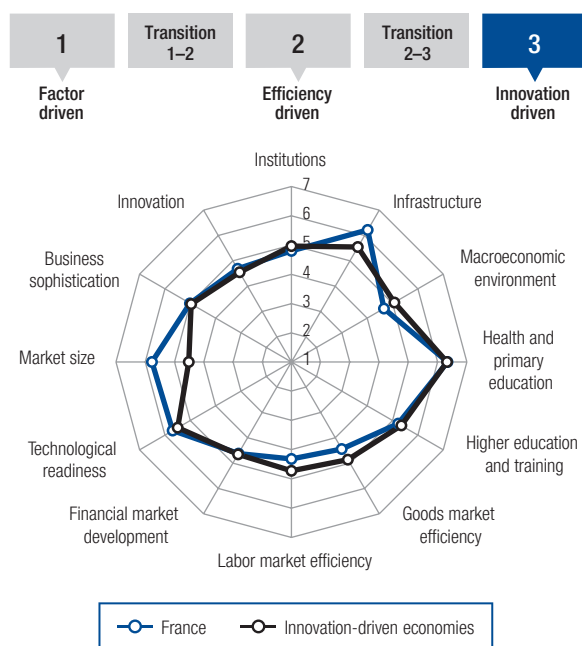 1
Transition
1–2
2
Transition
2–3
3
Factor
driven
Efficiency
driven
Innovation
driven
Institutions
Infrastructure
Macroeconomic
environment
Health and
primary
education
Higher education
and training
Goods market
efficiency
Labor market efficiency
Financial market
development
Technological
readiness
Market size
Business
sophistication
Innovation
7
6
5
4
3
2
1
France
Innovation-driven economies